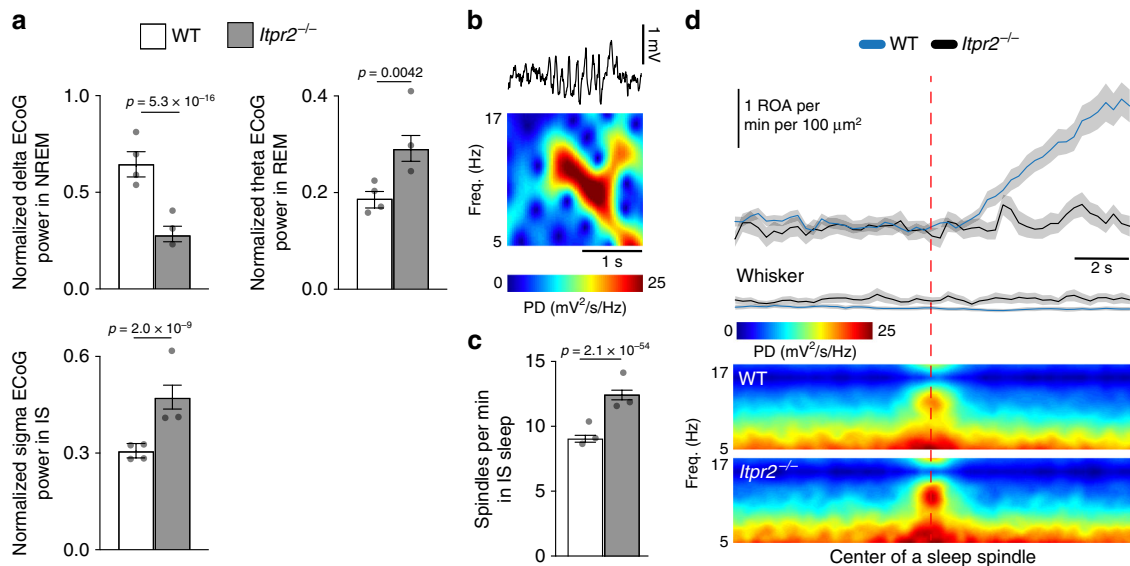 a
WT
Itpr2−/−
Normalized delta ECoG
power in NREM
1.0
0.5
0.0
p = 5.3 × 10−16
Normalized theta ECoG
power in REM
0.4
0.2
0.0
p = 0.0042
Normalized sigma ECoG
power in IS
0.6
0.3
0.0
p = 2.0 × 10−9
b
1 mV
17
Freq. (Hz)
5
1 s
0
25
PD (mV2/s/Hz)
c
Spindles per min
in IS sleep
15
10
5
0
p = 2.1 × 10−54
d
WT
Itpr2−/−
1 ROA per
min per 100 µm2
2 s
Whisker
0
25
PD (mV2/s/Hz)
17
WT
5
Freq. (Hz)
17
Itpr2−/−
5
Center of a sleep spindle